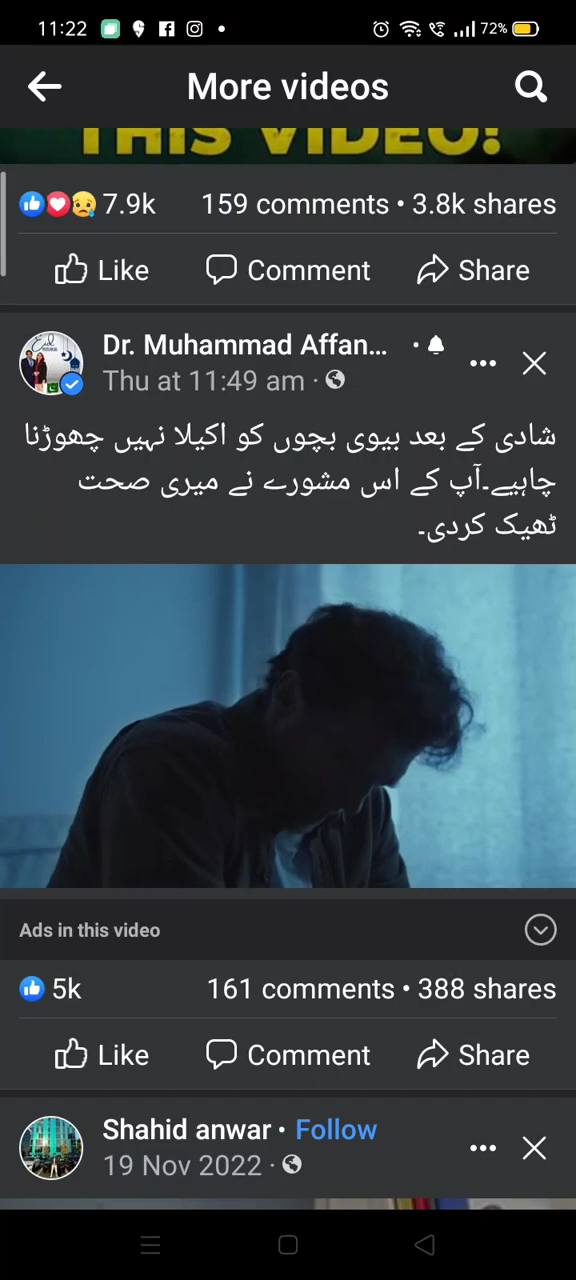 11:22 72%
More videos
THIS VIDEO!
7.9k 159 comments • 3.8k shares
Like Comment Share
Dr. Muhammad Affan... ·
Thu at 11:49 am ·
شادی کے بعد بیوی بچوں کو اکیلا نہیں چھوڑنا
چاہیے۔آپ کے اس مشورے نے میری صحت
ٹھیک کردی۔
Ads in this video
5k 161 comments • 388 shares
Like Comment Share
Shahid anwar • Follow
19 Nov 2022 ·